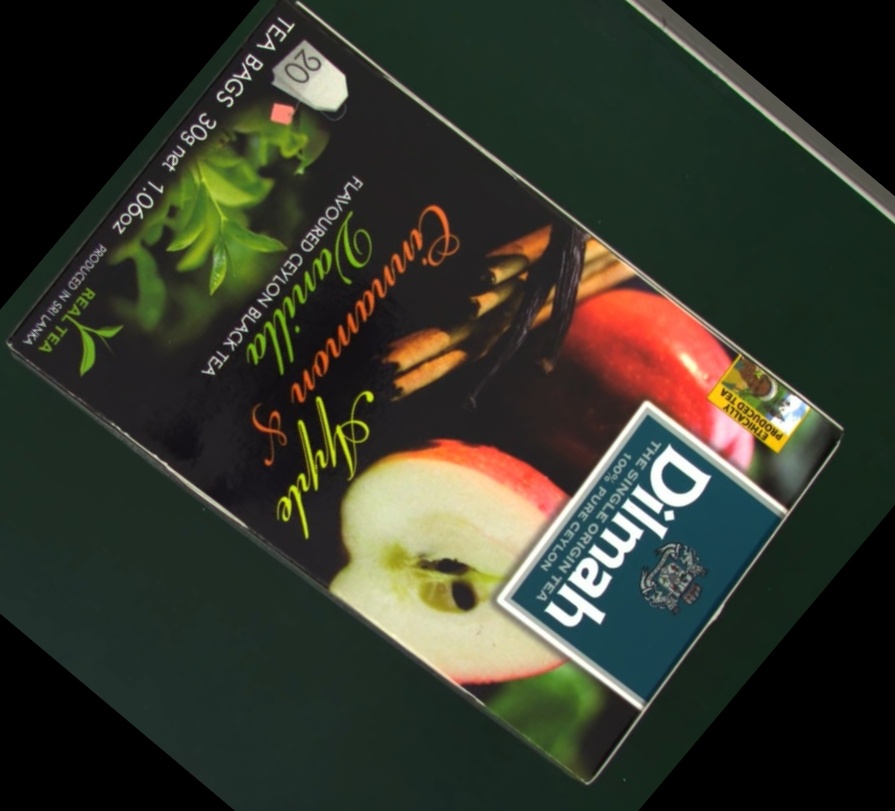 ETHICALLY
PRODUCED TEA
Dilmah
THE SINGLE ORIGIN TEA
100% PURE CEYLON
Apple
Cinnamon &
Vanilla
FLAVOURED CEYLON BLACK TEA
20
TEA BAGS 30g net 1.06oz
REAL TEA
PRODUCED IN SRI LANKA